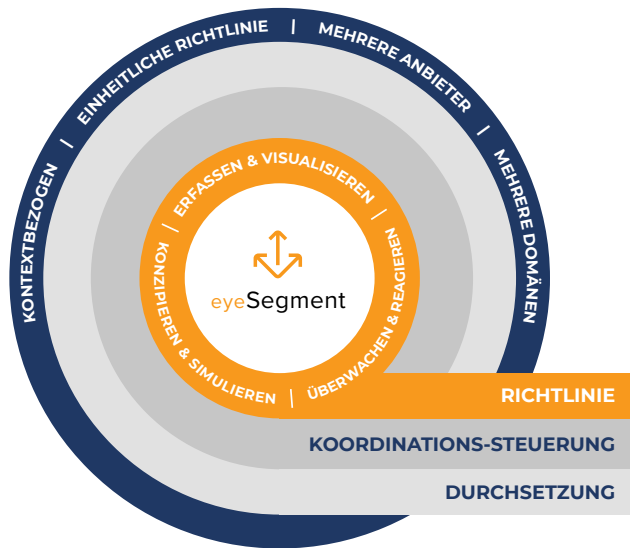 KONTEXTBEZOGEN | EINHEITLICHE RICHTLINIE | MEHRERE ANBIETER | MEHRERE DOMÄNEN
KONZIPIEREN & SIMULIEREN | ERFASSEN & VISUALISIEREN | ÜBERWACHEN & REAGIEREN |
eyeSegment
RICHTLINIE
KOORDINATIONS-STEUERUNG
DURCHSETZUNG